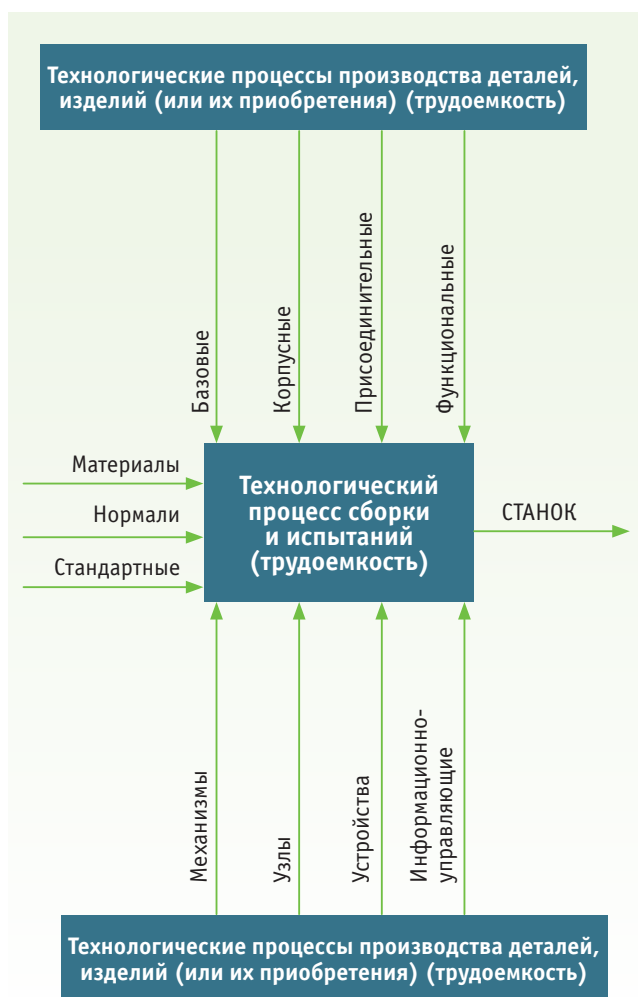 Технологические процессы производства деталей,
изделий (или их приобретения) (трудоемкость)
Базовые
Корпусные
Присоединительные
Функциональные
Материалы
Нормали
Стандартные
Технологический
процесс сборки
и испытаний
(трудоемкость)
СТАНОК
Механизмы
Узлы
Устройства
Информационно-
управляющие
Технологические процессы производства деталей,
изделий (или их приобретения) (трудоемкость)